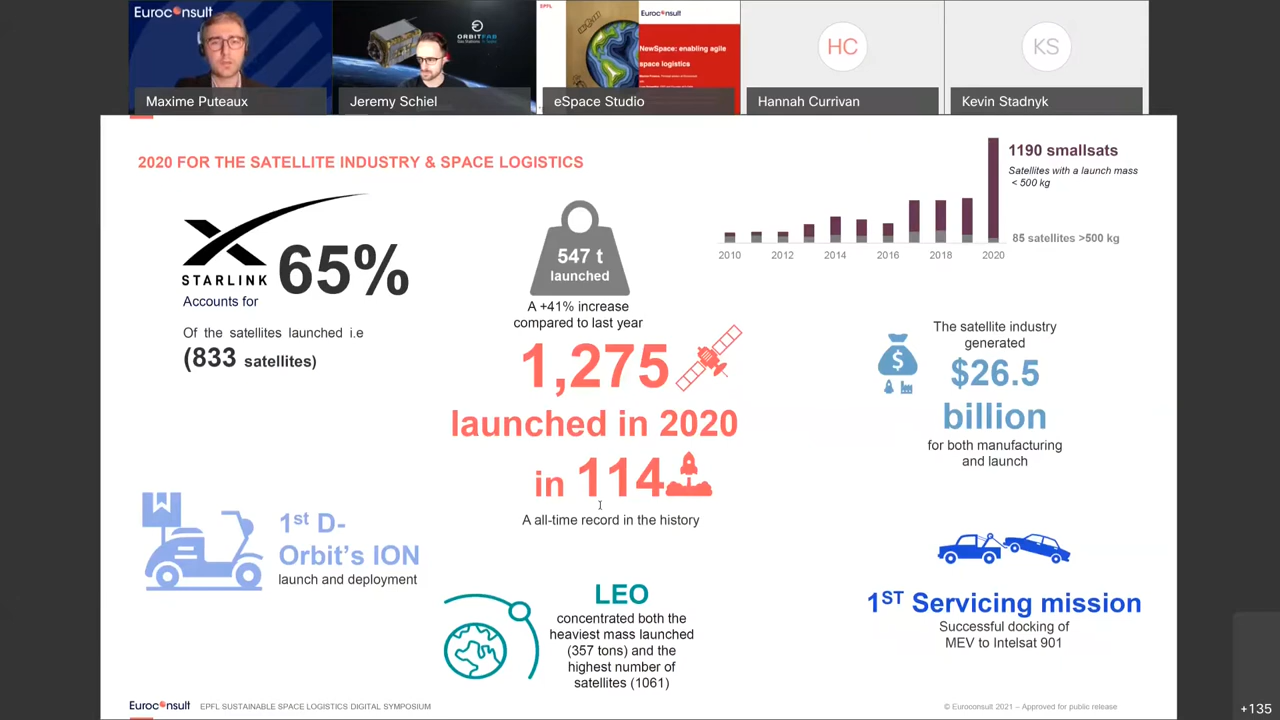 Euroconsult
ORBITFAB
Gas Stations in Space
EPFL
Euroconsult
NewSpace: enabling agile
space logistics
Maxime Puteaux
Jeremy Schiel
eSpace Studio
Hannah Currivan
Kevin Stadnyk
HC
KS
2020 FOR THE SATELLITE INDUSTRY & SPACE LOGISTICS
STARLINK
65%
Accounts for
Of the satellites launched i.e
(833 satellites)
547 t
launched
A +41% increase
compared to last year
1,275
launched in 2020
in 114
A all-time record in the history
1190 smallsats
Satellites with a launch mass
< 500 kg
85 satellites >500 kg
2010 2012 2014 2016 2018 2020
The satellite industry
generated
$26.5
billion
for both manufacturing
and launch
1st D-
Orbit's ION
launch and deployment
LEO
concentrated both the
heaviest mass launched
(357 tons) and the
highest number of
satellites (1061)
1ST Servicing mission
Successful docking of
MEV to Intelsat 901
Euroconsult EPFL SUSTAINABLE SPACE LOGISTICS DIGITAL SYMPOSIUM
© Euroconsult 2021 – Approved for public release
+135